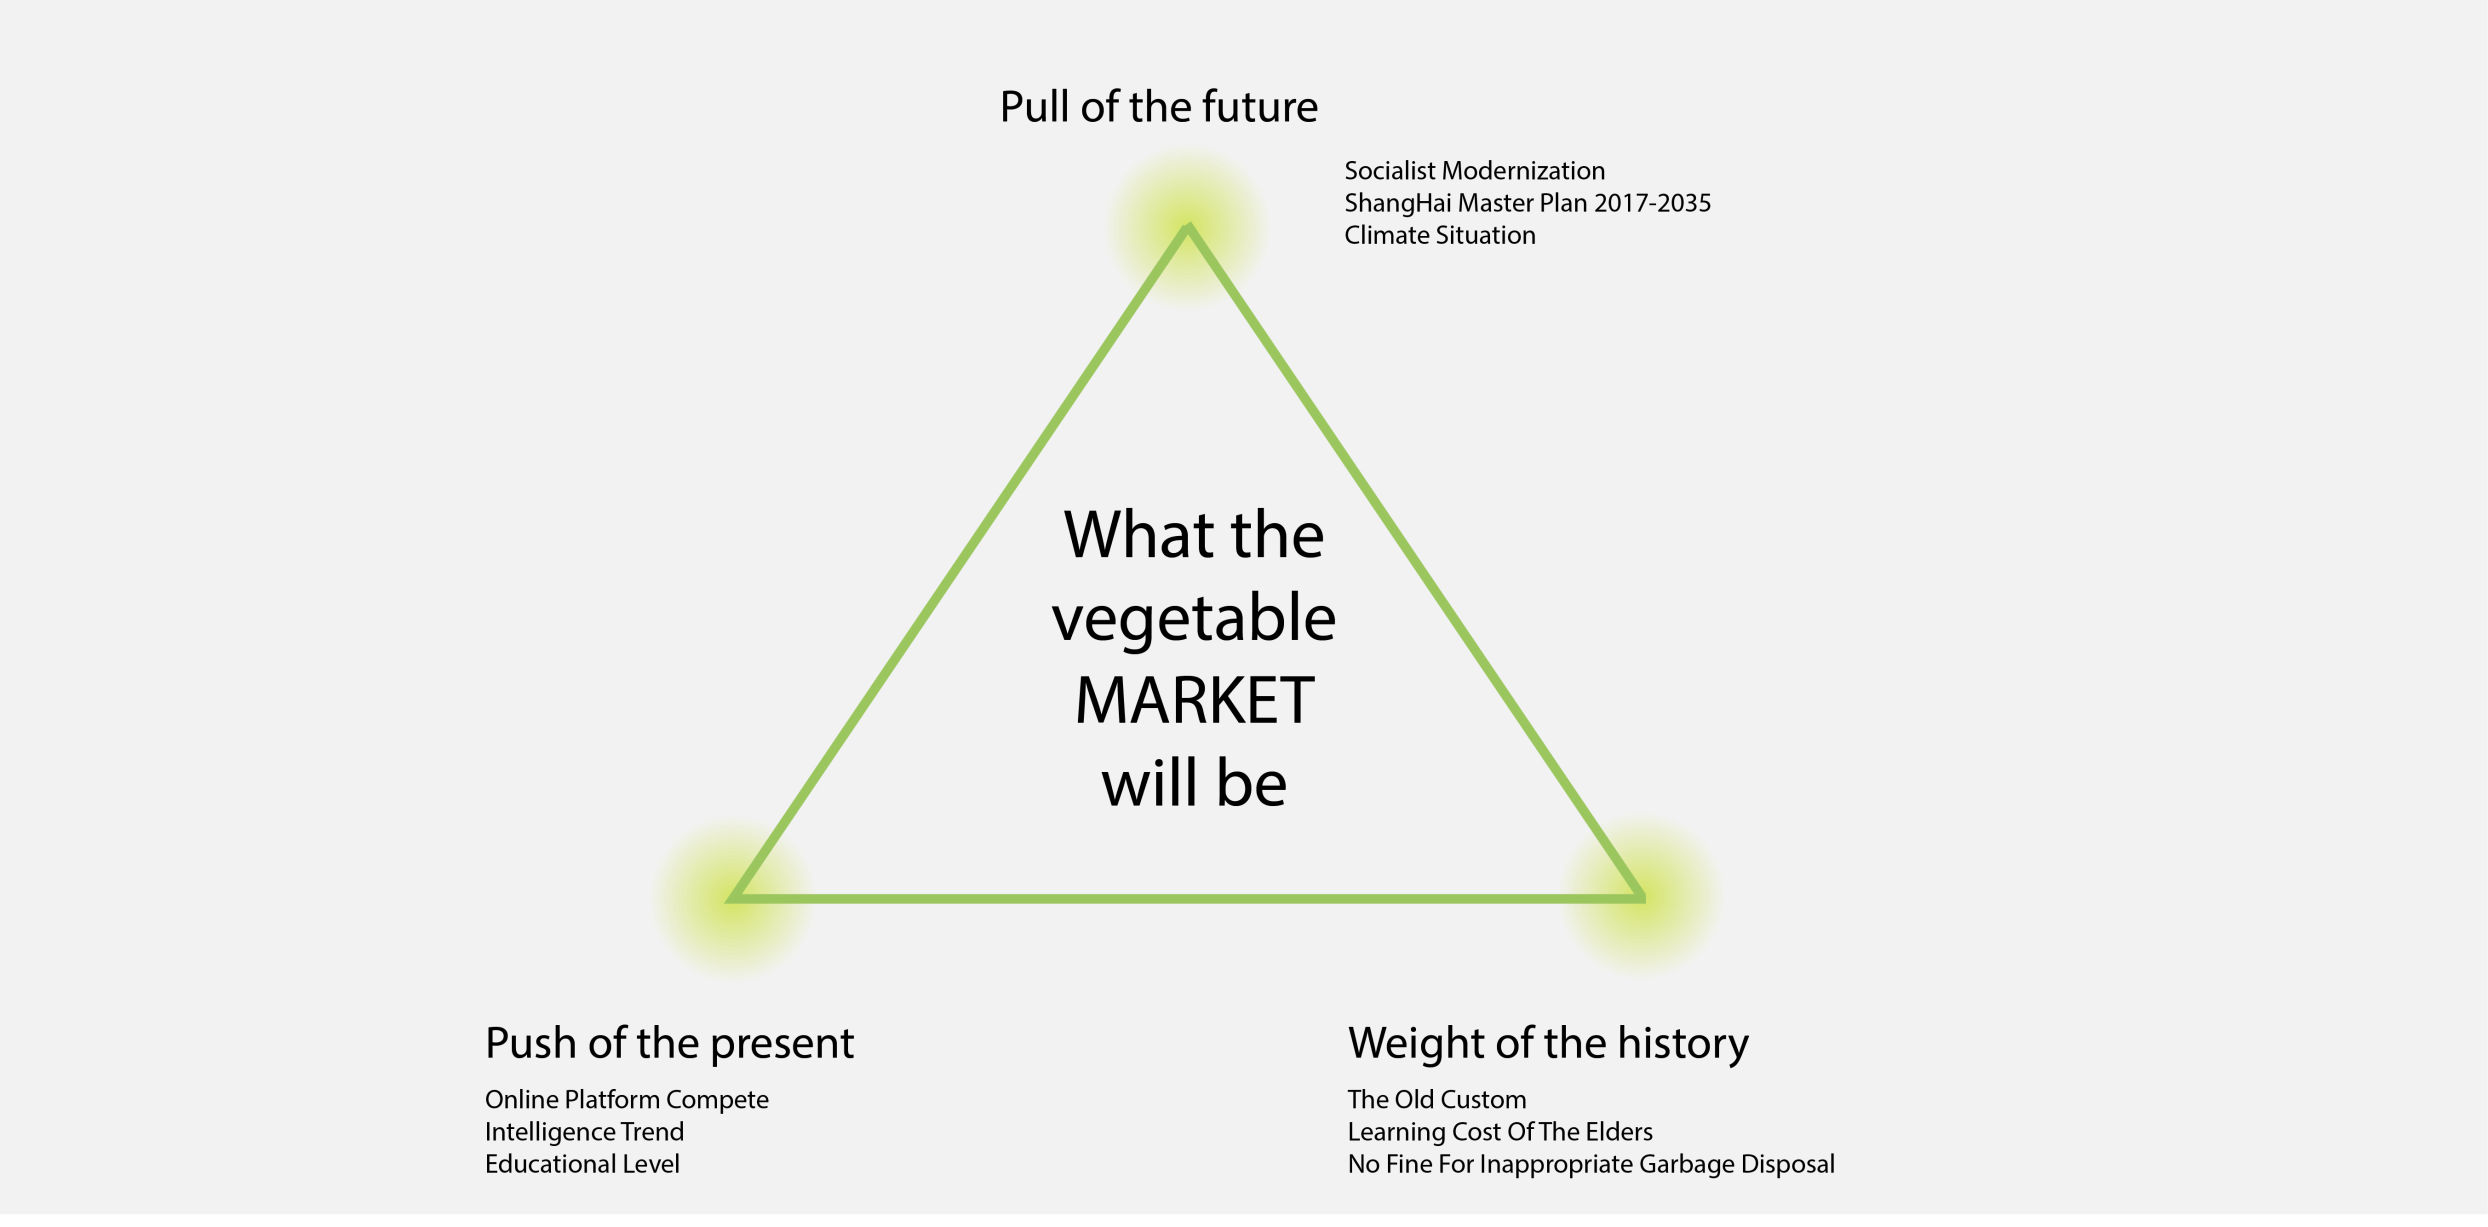 Pull of the future
Socialist Modernization
ShangHai Master Plan 2017-2035
Climate Situation
What the
vegetable
MARKET
will be
Push of the present
Online Platform Compete
Intelligence Trend
Educational Level
Weight of the history
The Old Custom
Learning Cost Of The Elders
No Fine For Inappropriate Garbage Disposal